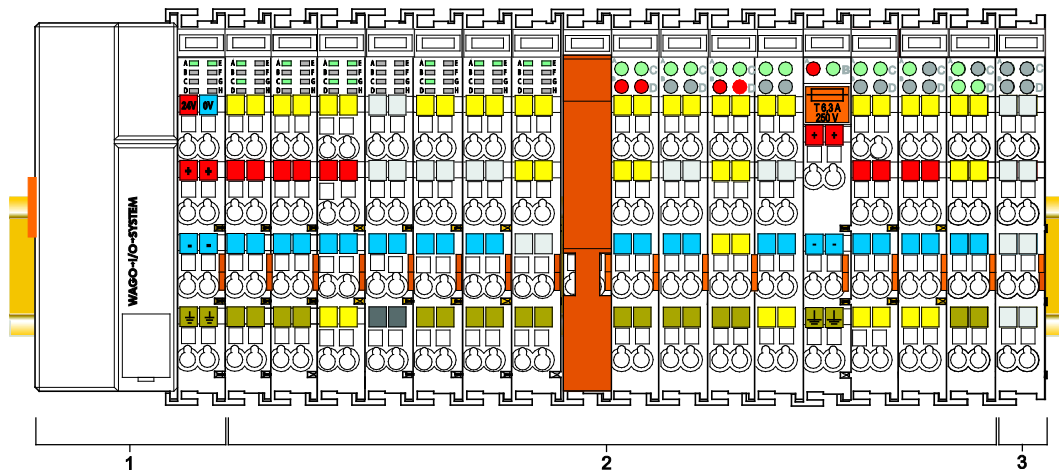 A E A E A E A E A E A E A E A E A C A C A C A C A B A C A C A C A C
B F B F B F B F B F B F B F B F
C G C G C G C G C G C G C G C G B D B D B D B D B D B D B D B D
D H D H D H D H D H D H D H D H
24V 0V
T 6,3 A
250 V
+ +
+ +
- -
- -
WAGO-I/O-SYSTEM
1 2 3